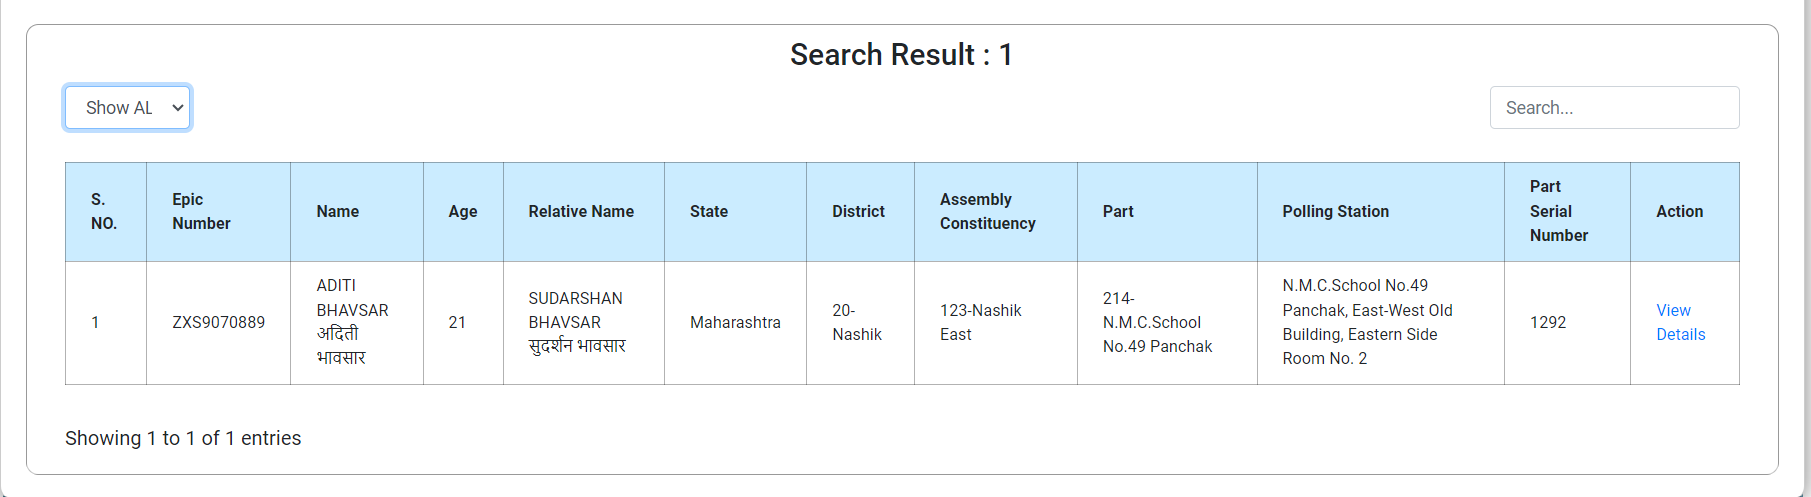 Search Result : 1
Show AL
Search...
S. NO.
Epic Number
Name
Age
Relative Name
State
District
Assembly Constituency
Part
Polling Station
Part Serial Number
Action
1
ZXS9070889
ADITI
BHAVSAR
अदिती
भावसार
21
SUDARSHAN
BHAVSAR
सुदर्शन भावसार
Maharashtra
20-
Nashik
123-Nashik
East
214-
N.M.C.School
No.49 Panchak
N.M.C.School No.49
Panchak, East-West Old
Building, Eastern Side
Room No. 2
1292
View
Details
Showing 1 to 1 of 1 entries